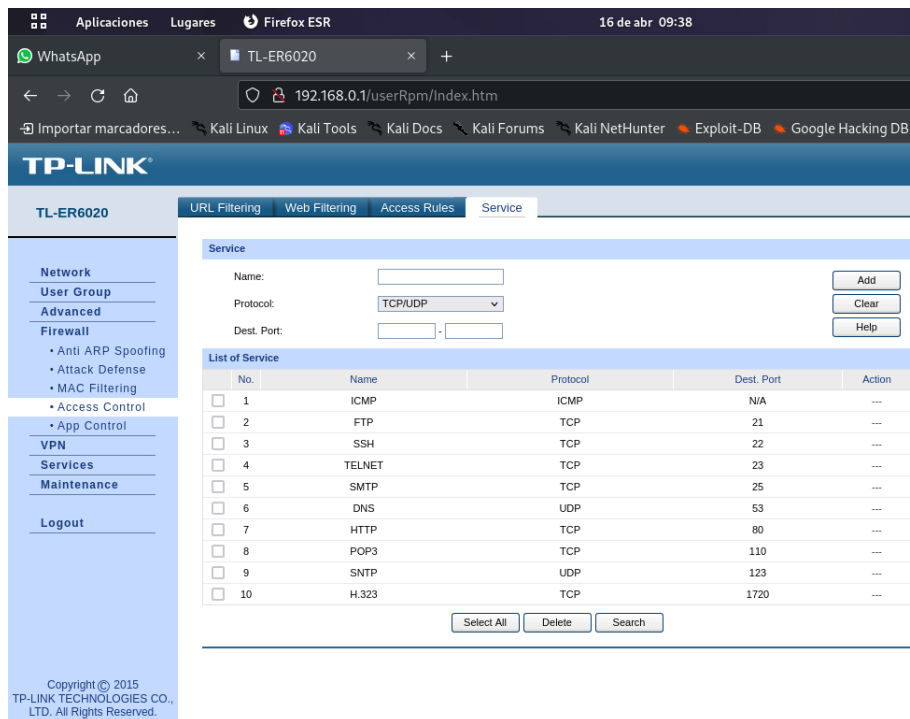 Aplicaciones Lugares Firefox ESR 16 de abr 09:38
WhatsApp × TL-ER6020 × +
192.168.0.1/userRpm/Index.htm
Importar marcadores… Kali Linux Kali Tools Kali Docs Kali Forums Kali NetHunter Exploit-DB Google Hacking DB
TP-LINK®
TL-ER6020
URL Filtering Web Filtering Access Rules Service
Network
User Group
Advanced
Firewall
• Anti ARP Spoofing
• Attack Defense
• MAC Filtering
• Access Control
• App Control
VPN
Services
Maintenance
Logout
Copyright © 2015
TP-LINK TECHNOLOGIES CO.,
LTD. All Rights Reserved.
Service
Name: Add
Protocol: TCP/UDP Clear
Dest. Port: - Help
List of Service
No. Name Protocol Dest. Port Action
1 ICMP ICMP N/A ---
2 FTP TCP 21 ---
3 SSH TCP 22 ---
4 TELNET TCP 23 ---
5 SMTP TCP 25 ---
6 DNS UDP 53 ---
7 HTTP TCP 80 ---
8 POP3 TCP 110 ---
9 SNTP UDP 123 ---
10 H.323 TCP 1720 ---
Select All Delete Search